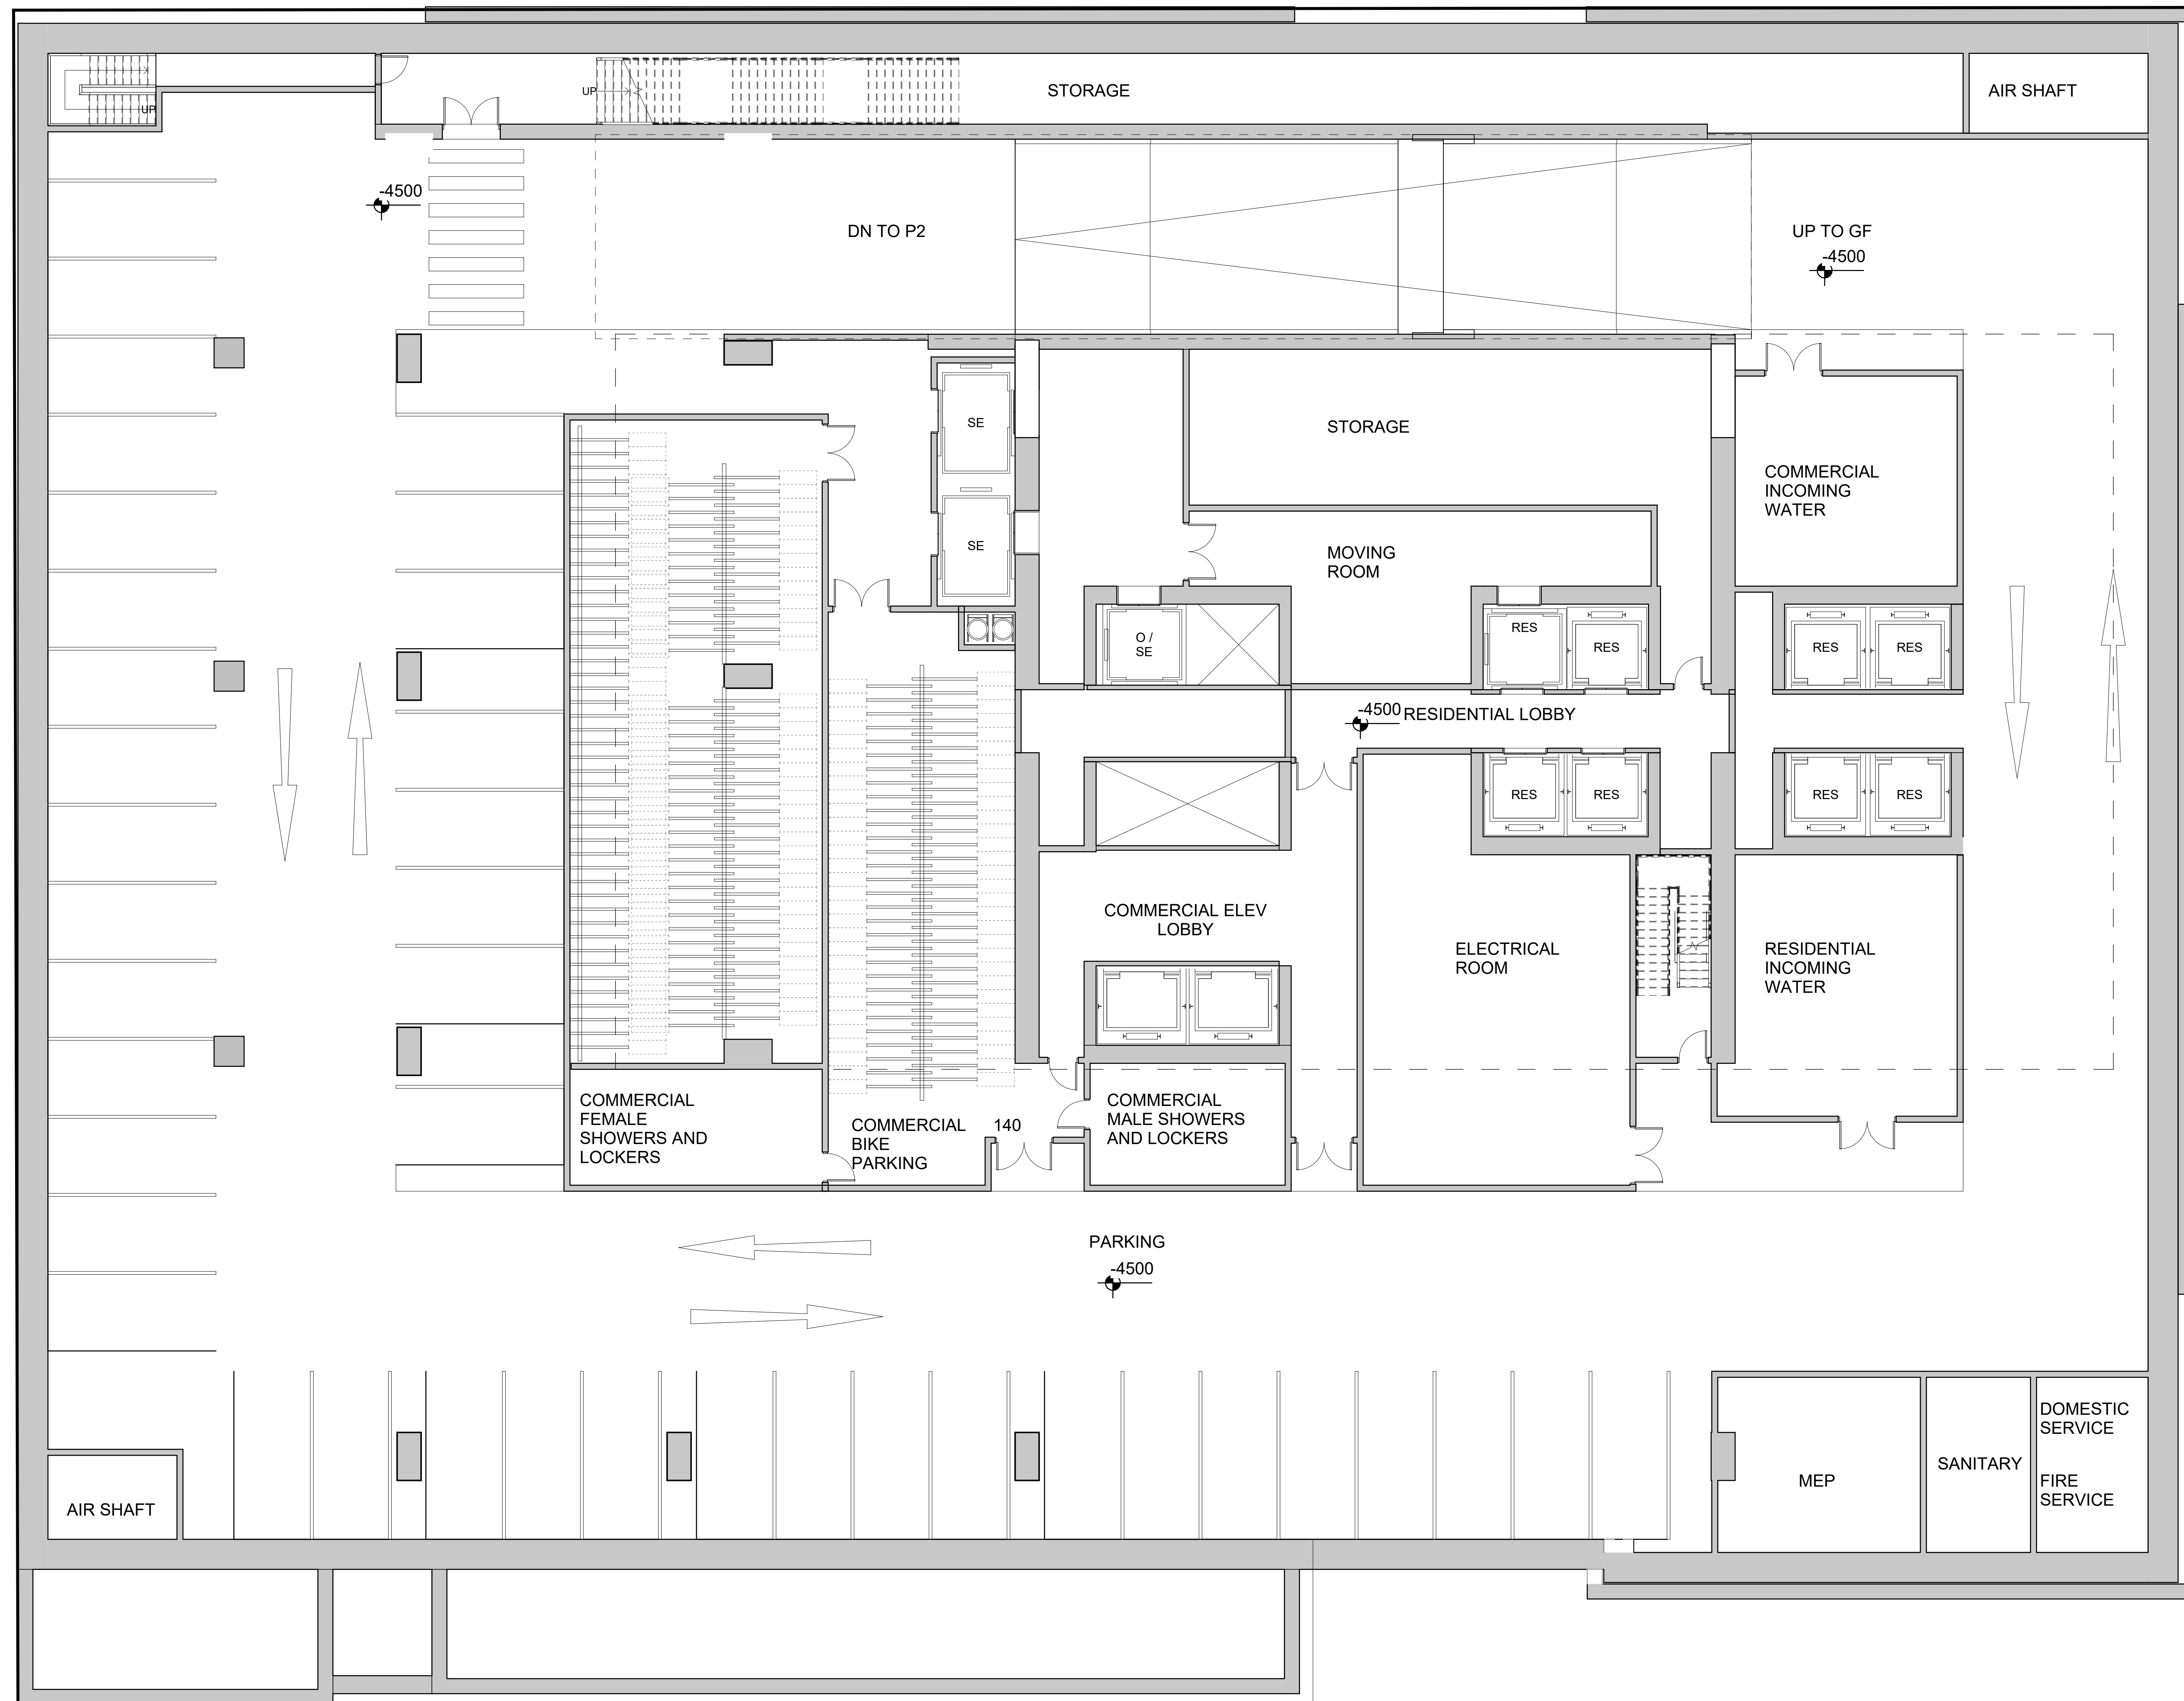 UP
STORAGE
AIR SHAFT
UP
-4500
DN TO P2
UP TO GF
-4500
SE
STORAGE
COMMERCIAL
INCOMING
WATER
SE
MOVING
ROOM
O /
SE
RES
RES
RES
RES
-4500
RESIDENTIAL LOBBY
RES
RES
RES
RES
COMMERCIAL ELEV
LOBBY
ELECTRICAL
ROOM
RESIDENTIAL
INCOMING
WATER
COMMERCIAL
FEMALE
SHOWERS AND
LOCKERS
COMMERCIAL
BIKE
PARKING
140
COMMERCIAL
MALE SHOWERS
AND LOCKERS
PARKING
-4500
AIR SHAFT
MEP
SANITARY
DOMESTIC
SERVICE
FIRE
SERVICE